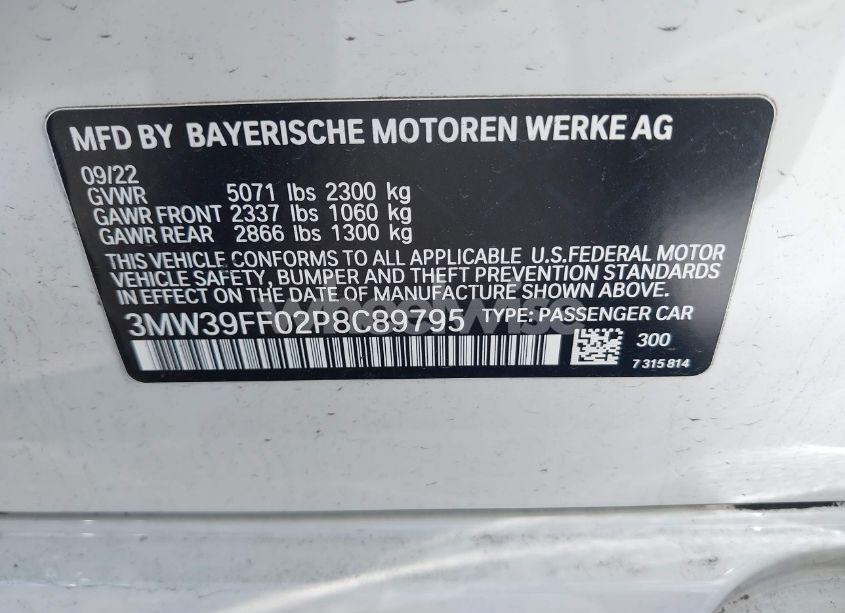 MFD BY BAYERISCHE MOTOREN WERKE AG
09/22
GVWR 5071 lbs 2300 kg
GAWR FRONT 2337 lbs 1060 kg
GAWR REAR 2866 lbs 1300 kg
THIS VEHICLE CONFORMS TO ALL APPLICABLE U.S.FEDERAL MOTOR
VEHICLE SAFETY, BUMPER AND THEFT PREVENTION STANDARDS
IN EFFECT ON THE DATE OF MANUFACTURE SHOWN ABOVE.
3MW39FF02P8C89795 TYPE: PASSENGER CAR
300
7 315 814